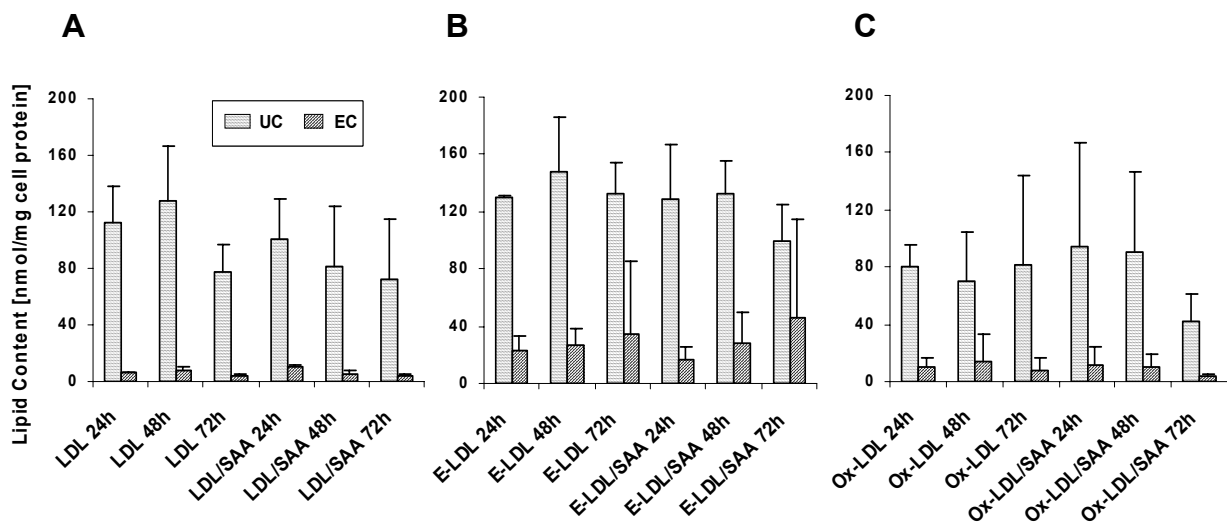 A
B
C
Lipid Content [nmol/mg cell protein]
200
160
120
80
40
0
UC EC
LDL 24h
LDL 48h
LDL 72h
LDL/SAA 24h
LDL/SAA 48h
LDL/SAA 72h
200
160
120
80
40
0
E-LDL 24h
E-LDL 48h
E-LDL 72h
E-LDL/SAA 24h
E-LDL/SAA 48h
E-LDL/SAA 72h
200
160
120
80
40
0
Ox-LDL 24h
Ox-LDL 48h
Ox-LDL 72h
Ox-LDL/SAA 24h
Ox-LDL/SAA 48h
Ox-LDL/SAA 72h